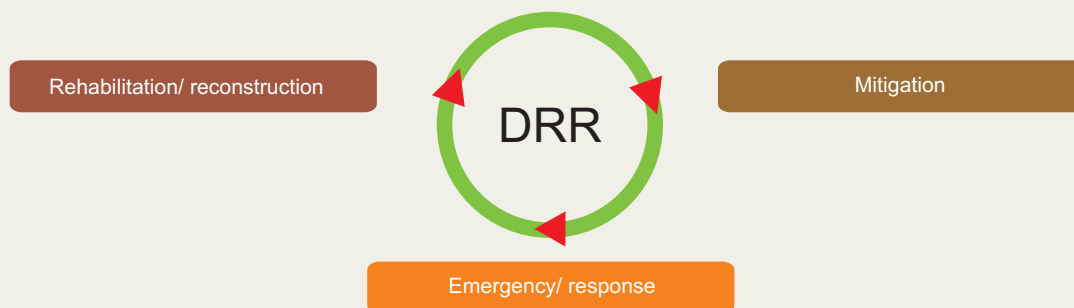 Rehabilitation/ reconstruction
Mitigation
DRR
Emergency/ response